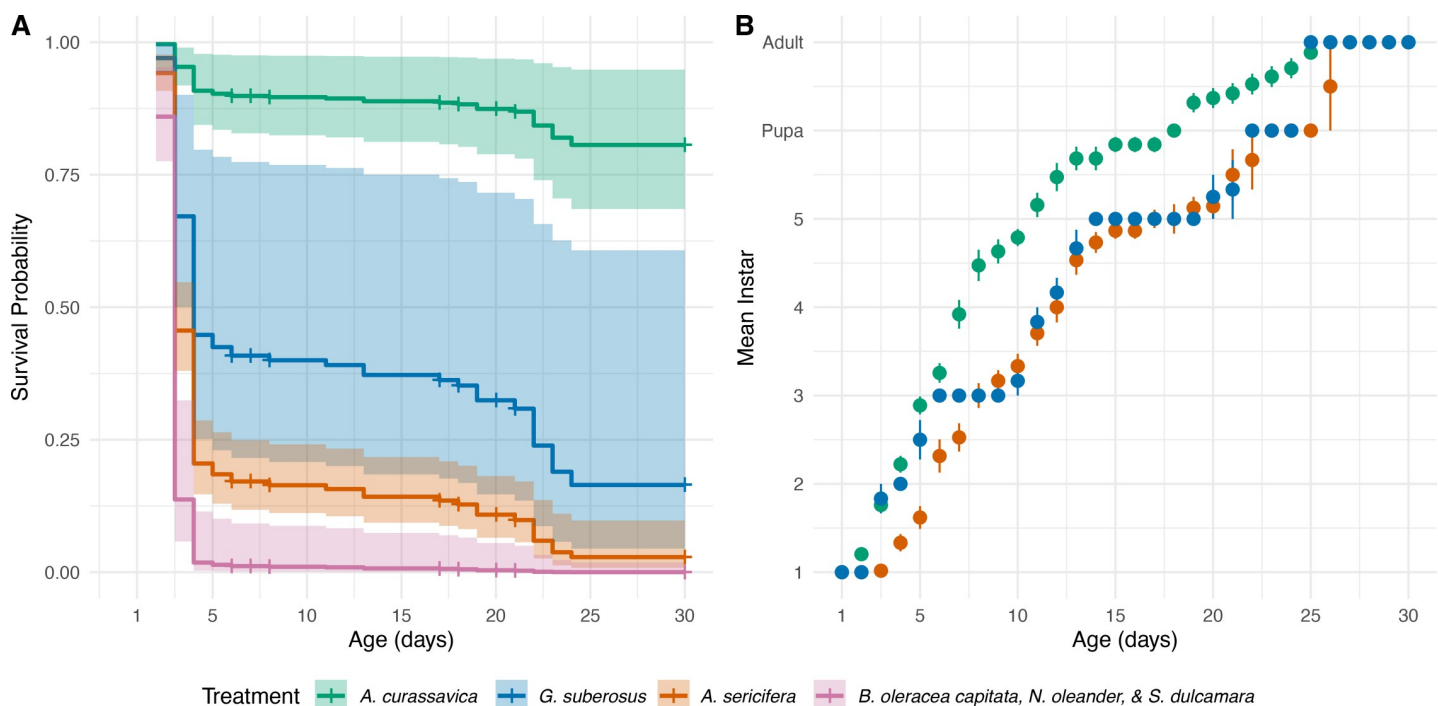 A
1.00
0.75
0.50
0.25
0.00
Survival Probability
1 5 10 15 20 25 30
Age (days)
B
Adult
Pupa
5
4
3
2
1
Mean Instar
1 5 10 15 20 25 30
Age (days)
Treatment A. curassavica G. suberosus A. sericifera B. oleracea capitata, N. oleander, & S. dulcamara